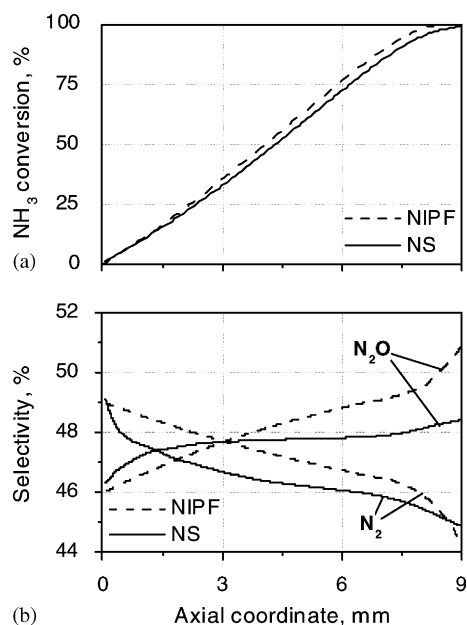 100
75
50
25
0
NH3 conversion, %
(a)
NIPF
NS
52
50
48
46
44
Selectivity, %
N2O
NIPF
NS
N2
0 3 6 9
(b)
Axial coordinate, mm